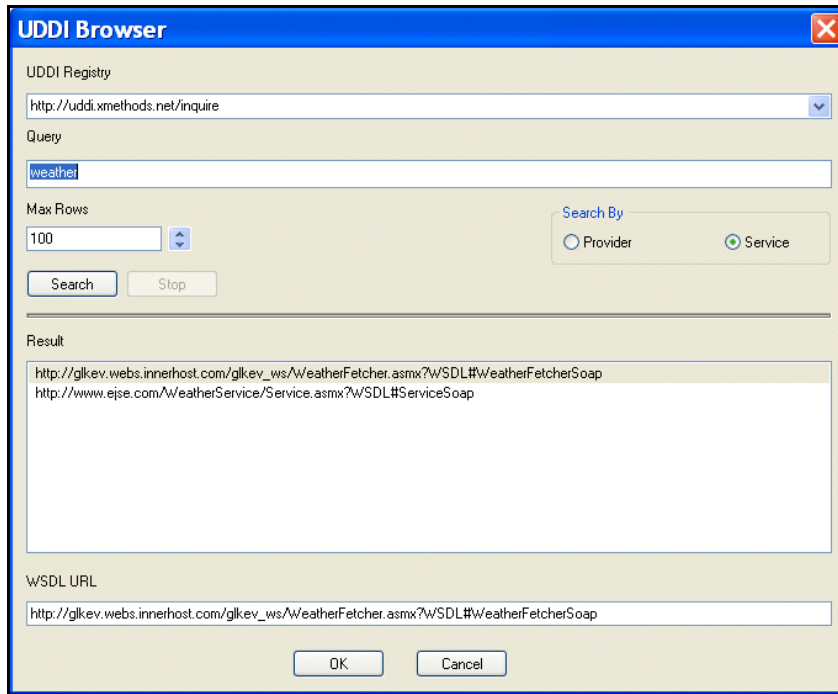 UDDI Browser
UDDI Registry
http://uddi.xmethods.net/inquire
Query
weather
Max Rows
100
Search By
Provider
Service
Search
Stop
Result
http://glkev.webs.innerhost.com/glkev_ws/WeatherFetcher.asmx?WSDL#WeatherFetcherSoap
http://www.ejse.com/WeatherService/Service.asmx?WSDL#ServiceSoap
WSDL URL
http://glkev.webs.innerhost.com/glkev_ws/WeatherFetcher.asmx?WSDL#WeatherFetcherSoap
OK
Cancel